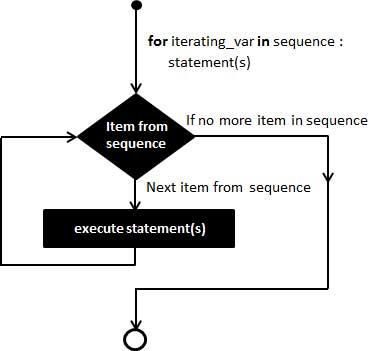 for iterating_var in sequence :
statement(s)
Item from
sequence
If no more item in sequence
Next item from sequence
execute statement(s)